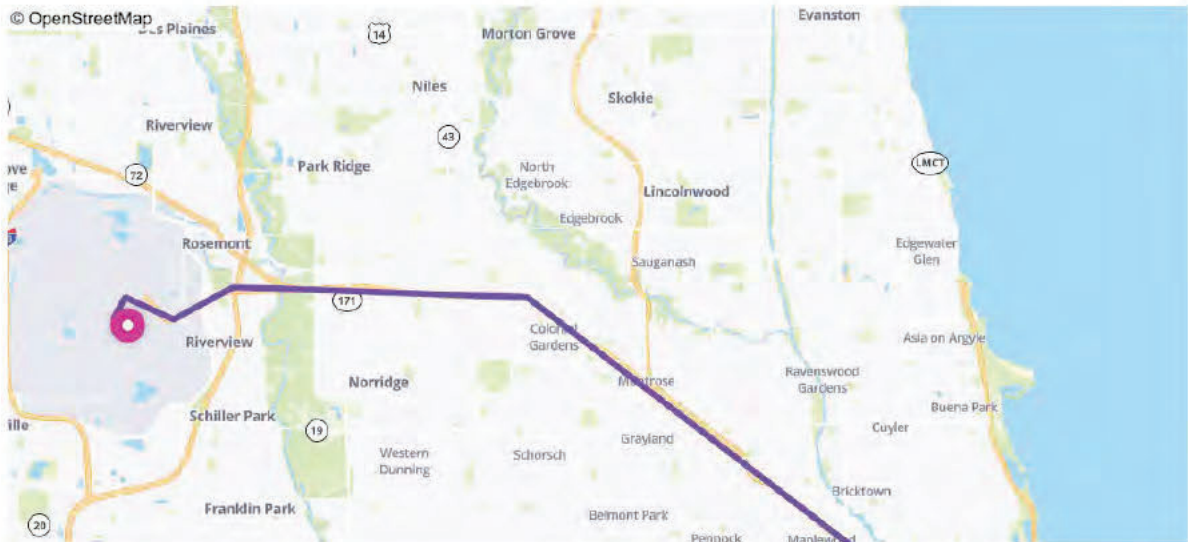 © OpenStreetMap
Des Plaines
14
Morton Grove
Evanston
Niles
Skokie
Riverview
43
LMCT
72
Park Ridge
North
Edgebrook
Lincolnwood
Edgebrook
Rosemont
Edgewater
Glen
Sauganash
171
Riverview
Colonial
Gardens
Asia on Argyle
Norridge
Montrose
Ravenswood
Gardens
Schiller Park
Buena Park
19
Cuyler
Grayland
Western
Dunning
Schorsch
Bricktown
Franklin Park
Belmont Park
20
Maplewood